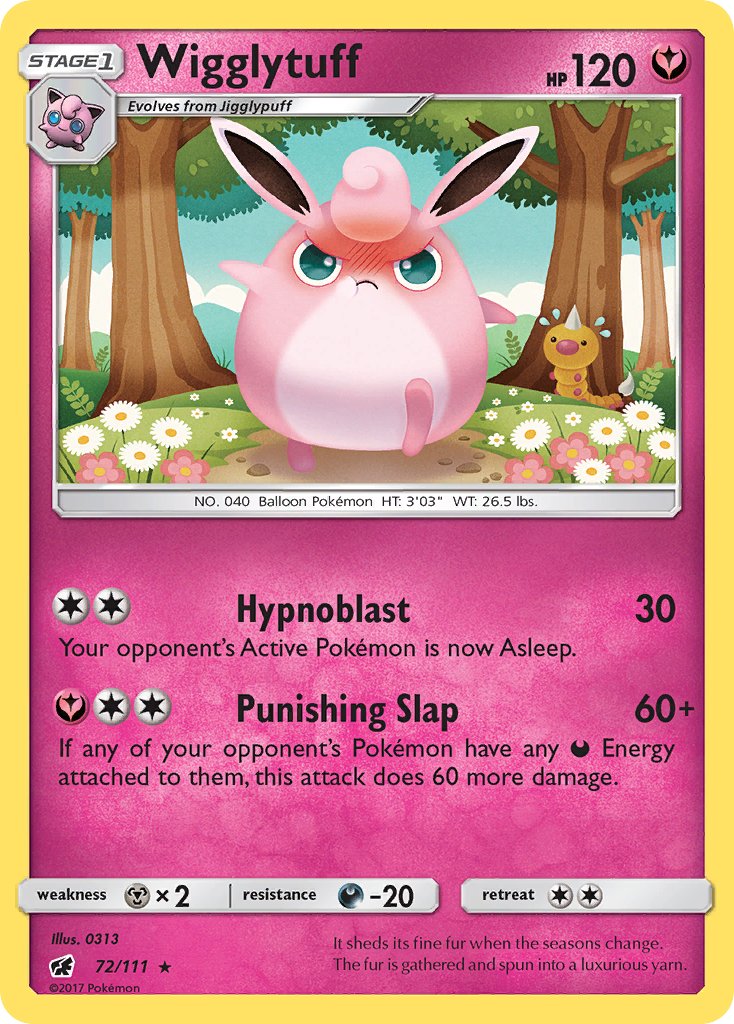 STAGE1
Wigglytuff
HP 120
Evolves from Jigglypuff
NO. 040 Balloon Pokémon HT: 3'03" WT: 26.5 lbs.
Hypnoblast 30
Your opponent's Active Pokémon is now Asleep.
Punishing Slap 60+
If any of your opponent's Pokémon have any Energy
attached to them, this attack does 60 more damage.
weakness ×2 resistance -20 retreat
Illus. 0313
72/111 ★
©2017 Pokémon
It sheds its fine fur when the seasons change.
The fur is gathered and spun into a luxurious yarn.